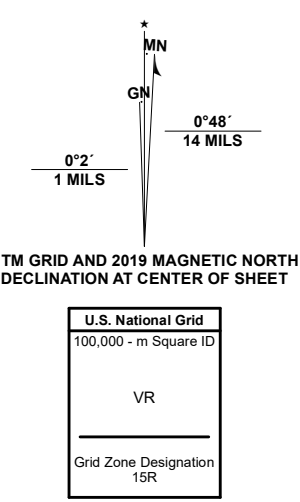 ★
MN
GN
0°48´
14 MILS
0°2´
1 MILS
TM GRID AND 2019 MAGNETIC NORTH
DECLINATION AT CENTER OF SHEET
U.S. National Grid
100,000 - m Square ID
VR
Grid Zone Designation
15R